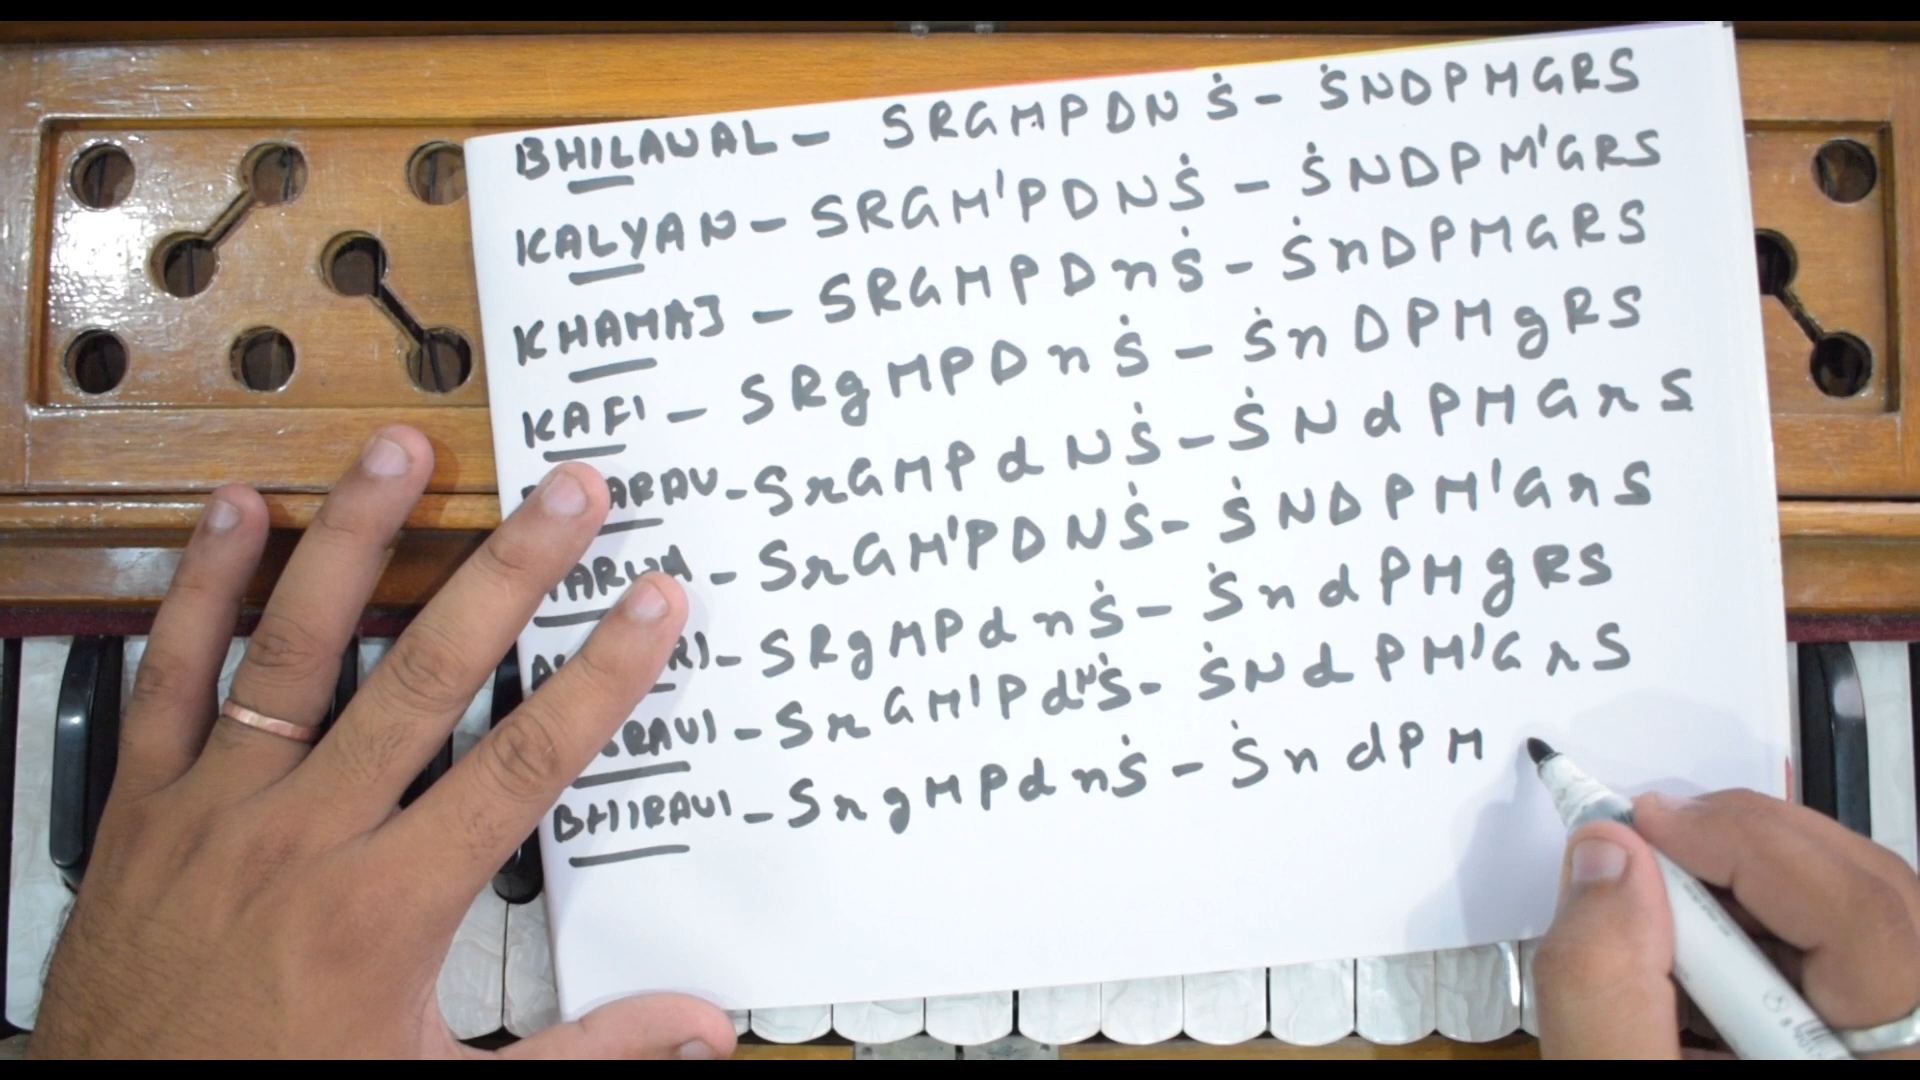 BHILAVAL - SRGMPDNṠ - ṠNDPMGRS
KALYAN - SRGM'PDNṠ - ṠNDPM'GRS
KHAMAJ - SRGMPDnṠ - ṠnDPMGRS
KAFI - SRgMPDnṠ - ṠnDPMgRS
- SrGMPdNṠ - ṠNdPMGrS
- SrGM'PDNṠ - ṠNDPM'GrS
- SRgMPdnṠ - ṠndPMgRS
- SrGM'PdNṠ - ṠNdPM'GrS
BHIRAVI - SrgMPdnṠ - ṠndPM